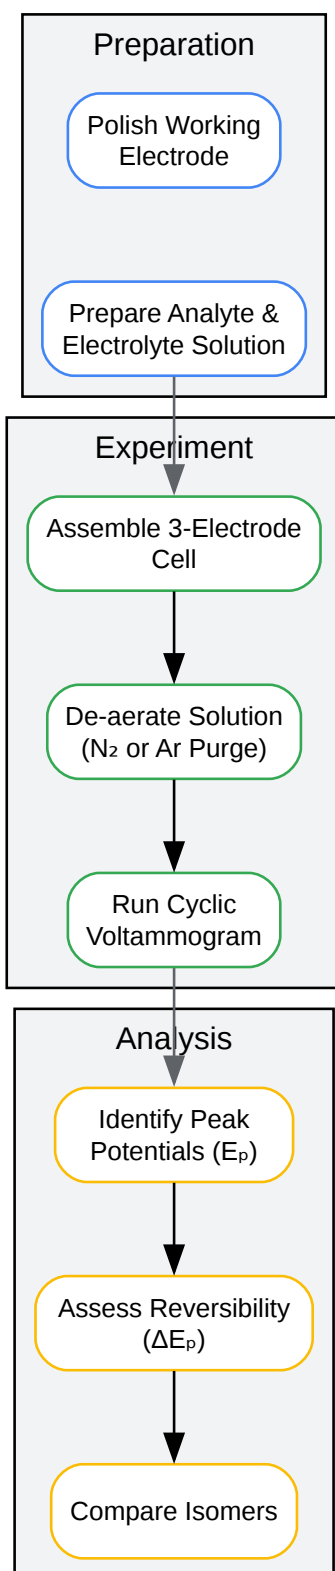 Preparation
Polish Working
Electrode
Prepare Analyte &
Electrolyte Solution
Experiment
Assemble 3-Electrode
Cell
De-aerate Solution
(N₂ or Ar Purge)
Run Cyclic
Voltammogram
Analysis
Identify Peak
Potentials (Eₚ)
Assess Reversibility
(ΔEₚ)
Compare Isomers